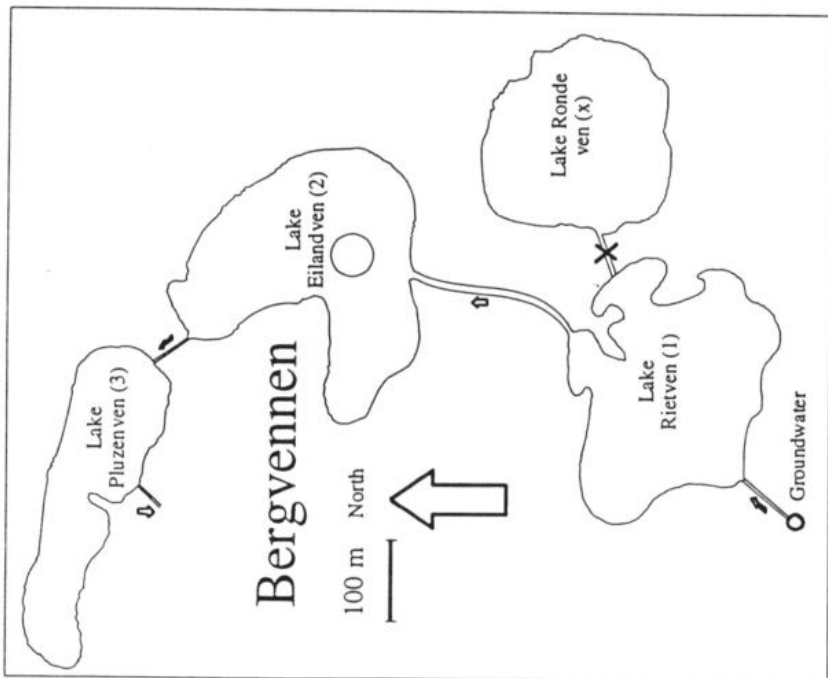 Lake
Pluzenven (3)
Lake
Eilandven (2)
Lake Ronde
ven (x)
Bergvennen
Lake
Rietven (1)
North
100 m
Groundwater